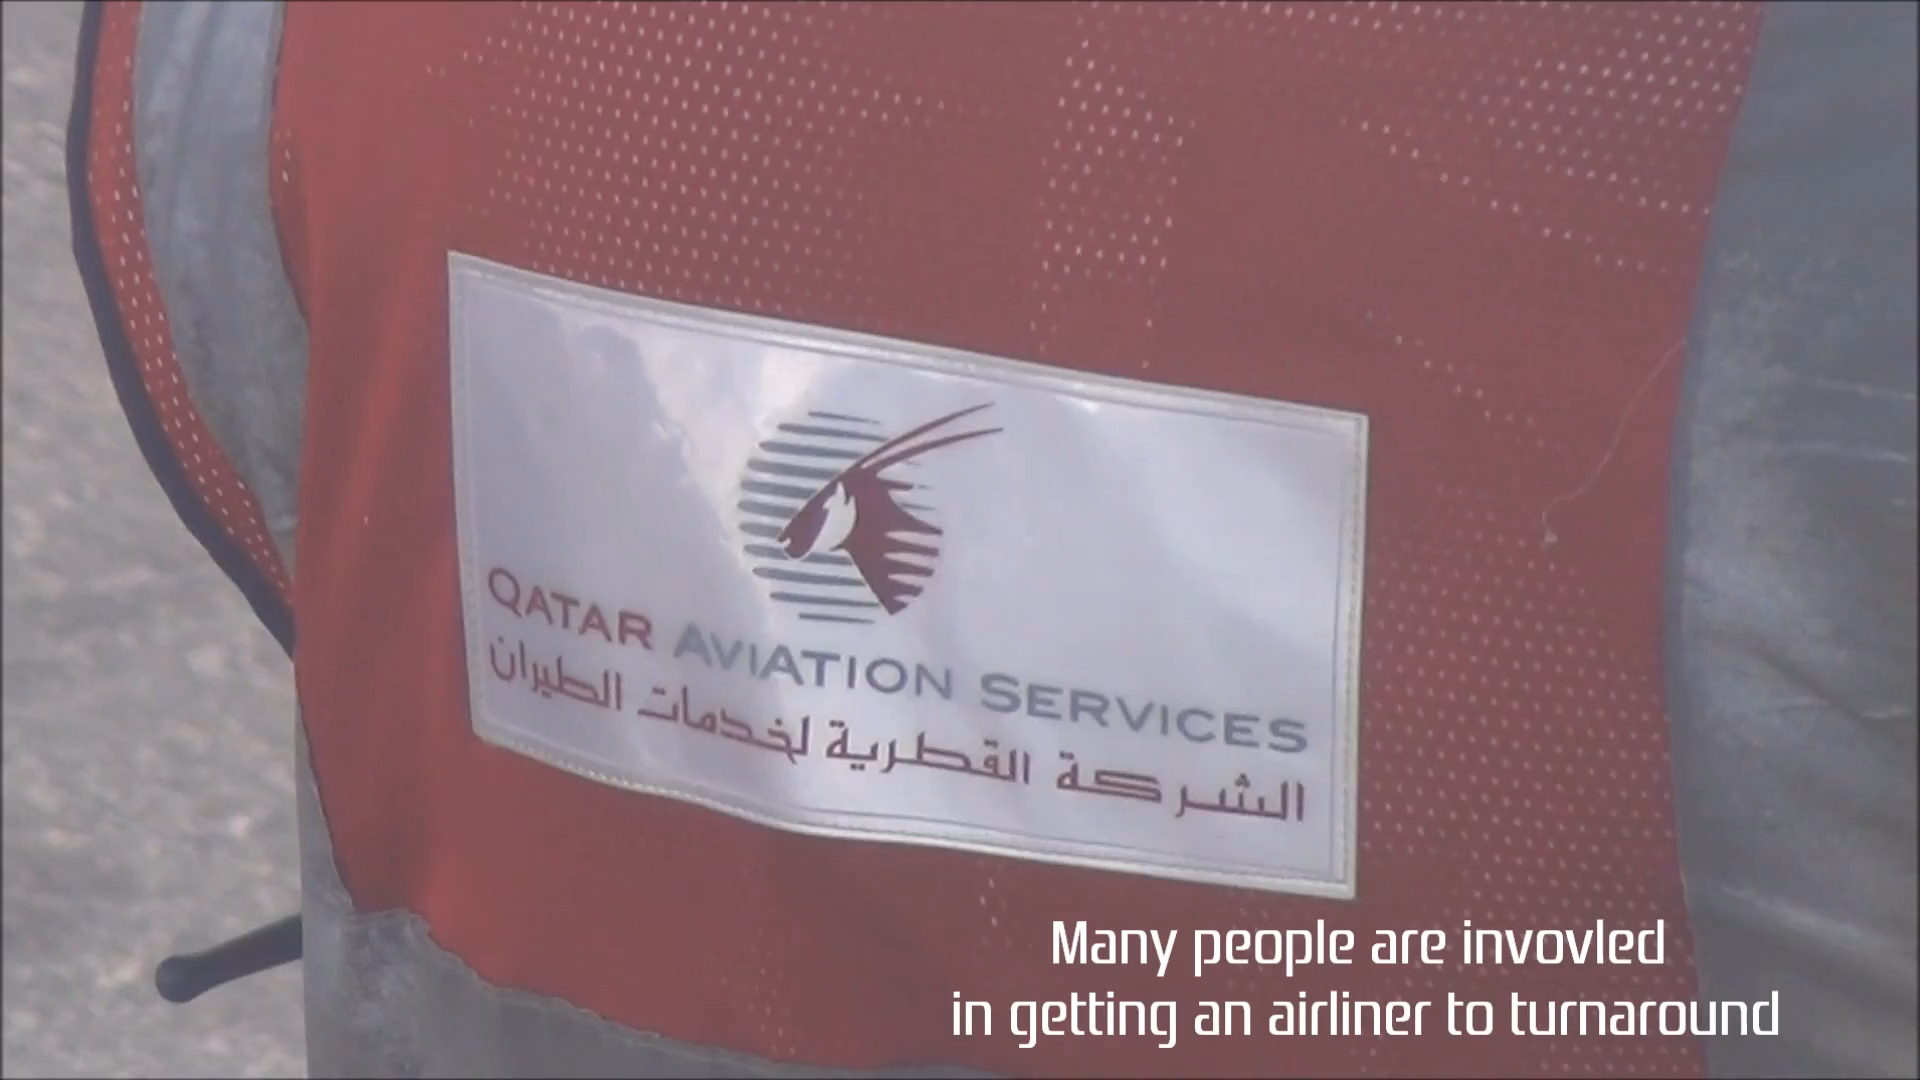 QATAR AVIATION SERVICES
الشركة القطرية لخدمات الطيران
Many people are invovled
in getting an airliner to turnaround